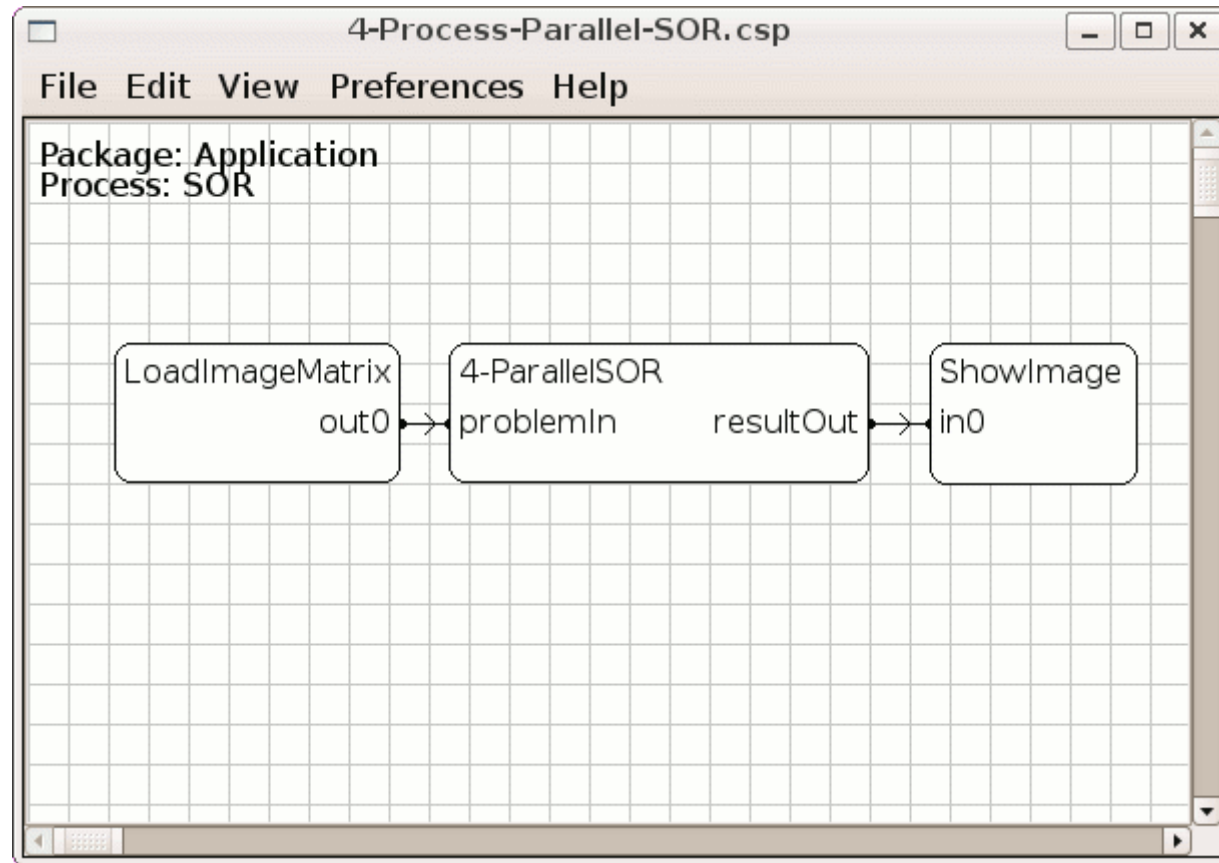 4-Process-Parallel-SOR.csp
File Edit View Preferences Help
Package: Application
Process: SOR
LoadImageMatrix 4-ParallelSOR ShowImage
out0 problemIn resultOut in0